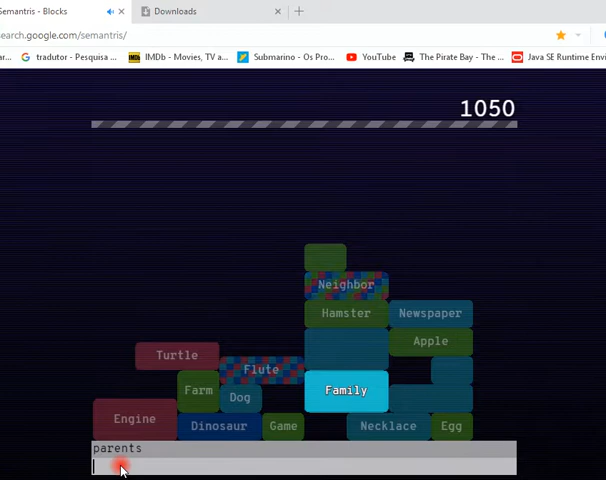 Semantris - Blocks
Downloads
search.google.com/semantris/
tradutor - Pesquisa ...
IMDb - Movies, TV a...
Submarino - Os Pro...
YouTube
The Pirate Bay - The ...
Java SE Runtime Envi
1050
Neighbor
Hamster
Newspaper
Apple
Turtle
Flute
Farm
Dog
Family
Engine
Dinosaur
Game
Necklace
Egg
parents